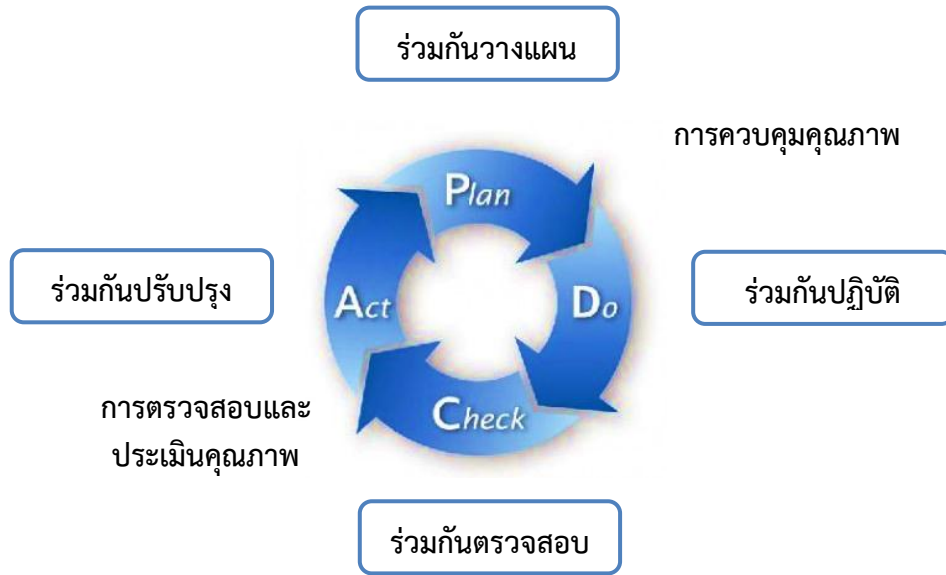 ร่วมกันวางแผน
การควบคุมคุณภาพ
Plan
ร่วมกันปรับปรุง
Act
Do
ร่วมกันปฏิบัติ
การตรวจสอบและ
ประเมินคุณภาพ
Check
ร่วมกันตรวจสอบ